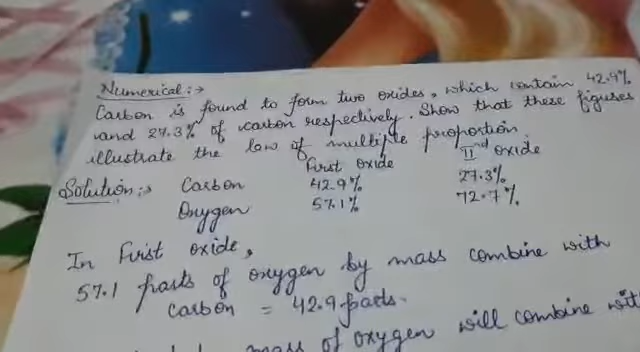 Numerical :→
Carbon is found to form two oxides, which contain 42.9%
and 27.3% of carbon respectively. Show that these figures
illustrate the law of multiple proportion.
First oxide IInd oxide
Solution :→ Carbon 42.9% 27.3%
Oxygen 57.1% 72.7%
In First oxide,
57.1 parts of oxygen by mass combine with
carbon = 42.9 parts.
mass of oxygen will combine with